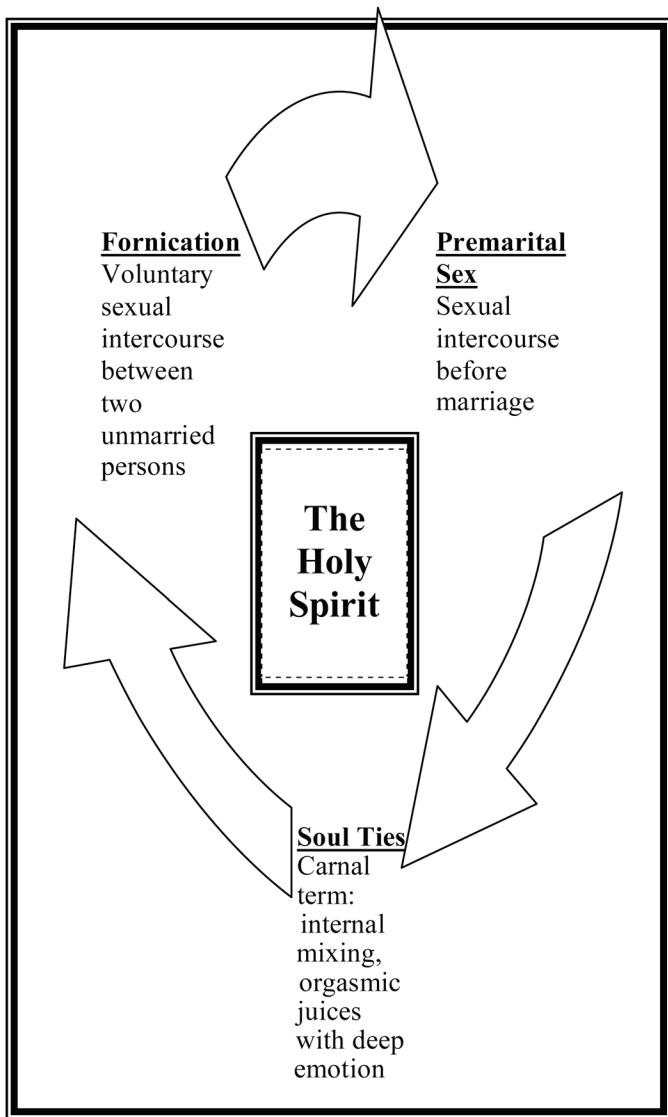 Fornication
Voluntary
sexual
intercourse
between
two
unmarried
persons
Premarital
Sex
Sexual
intercourse
before
marriage
The
Holy
Spirit
Soul Ties
Carnal
term:
internal
mixing,
orgasmic
juices
with deep
emotion